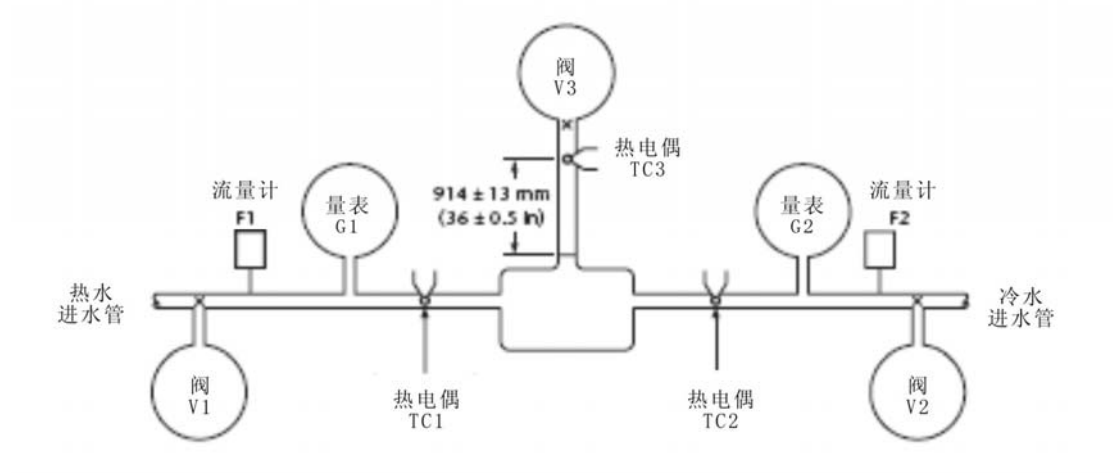 阀
V3
热电偶
TC3
914 ± 13 mm
(36 ± 0.5 in)
流量计
F1
量表
G1
量表
G2
流量计
F2
热水
进水管
冷水
进水管
阀
V1
热电偶
TC1
热电偶
TC2
阀
V2